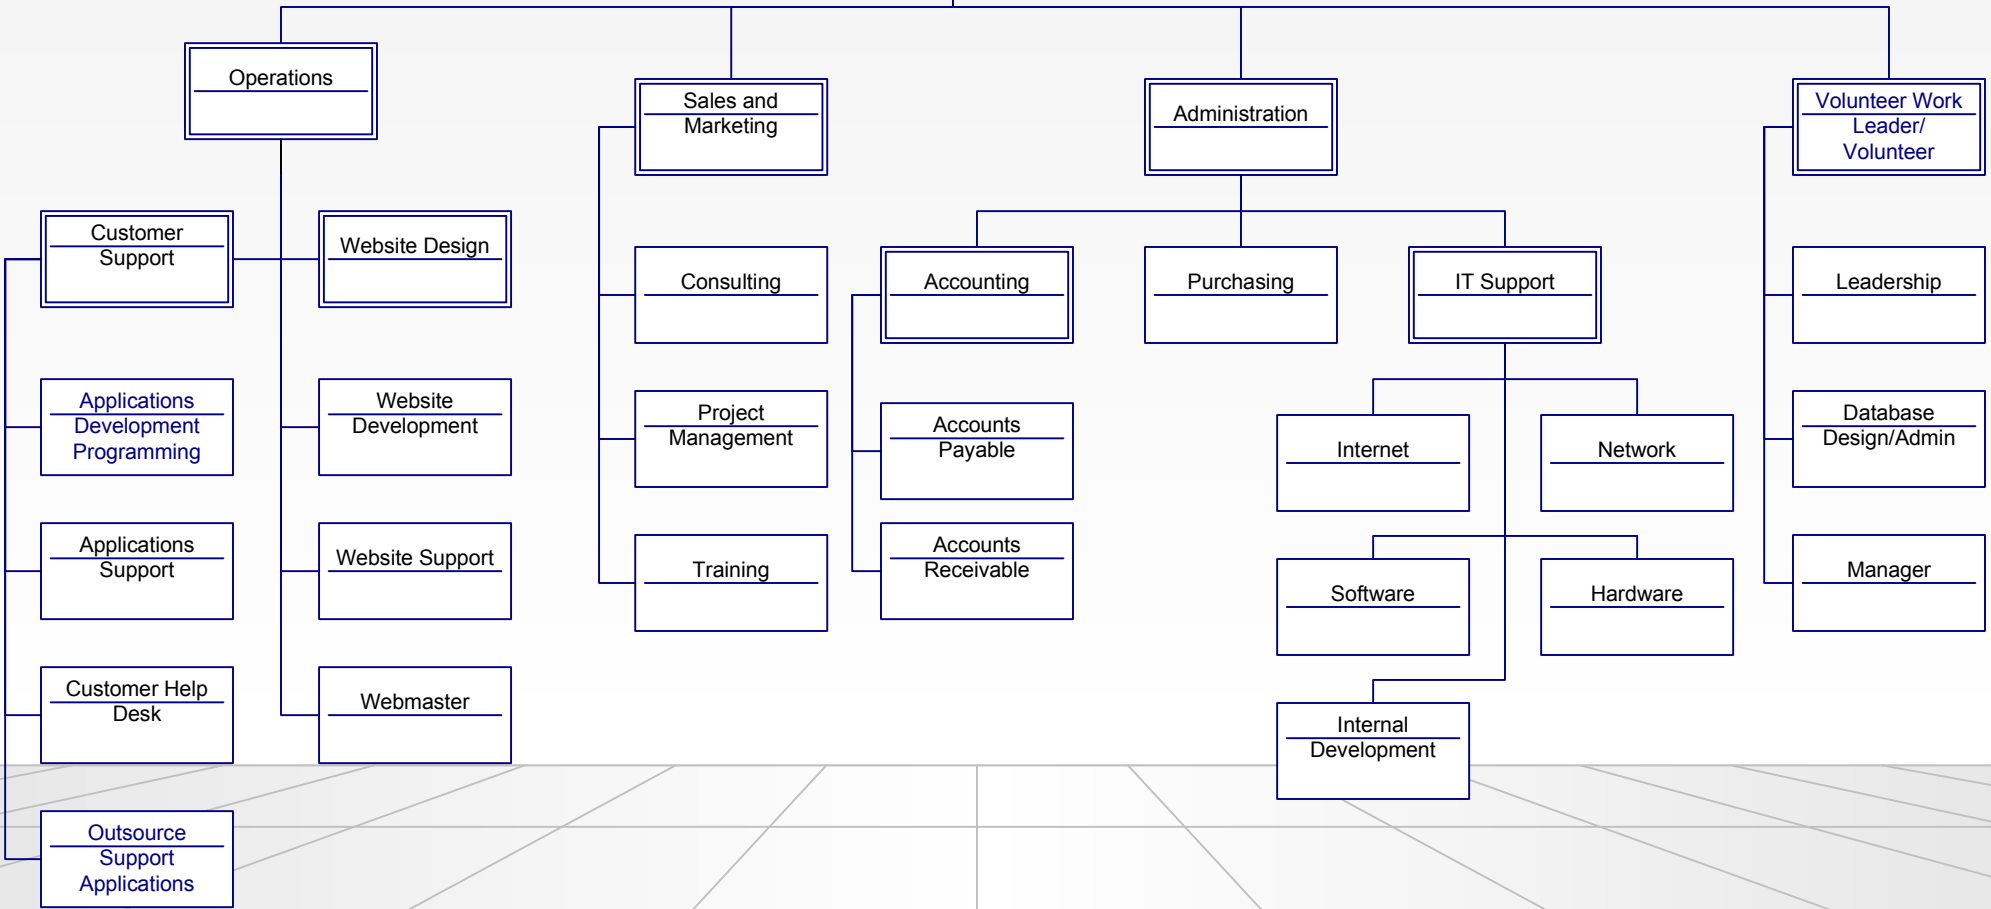 Operations
Sales and
Marketing
Administration
Volunteer Work
Leader/
Volunteer
Customer
Support
Website Design
Consulting
Accounting
Purchasing
IT Support
Leadership
Applications
Development
Programming
Website
Development
Project
Management
Accounts
Payable
Internet
Network
Database
Design/Admin
Applications
Support
Website Support
Training
Accounts
Receivable
Software
Hardware
Manager
Customer Help
Desk
Webmaster
Internal
Development
Outsource
Support
Applications